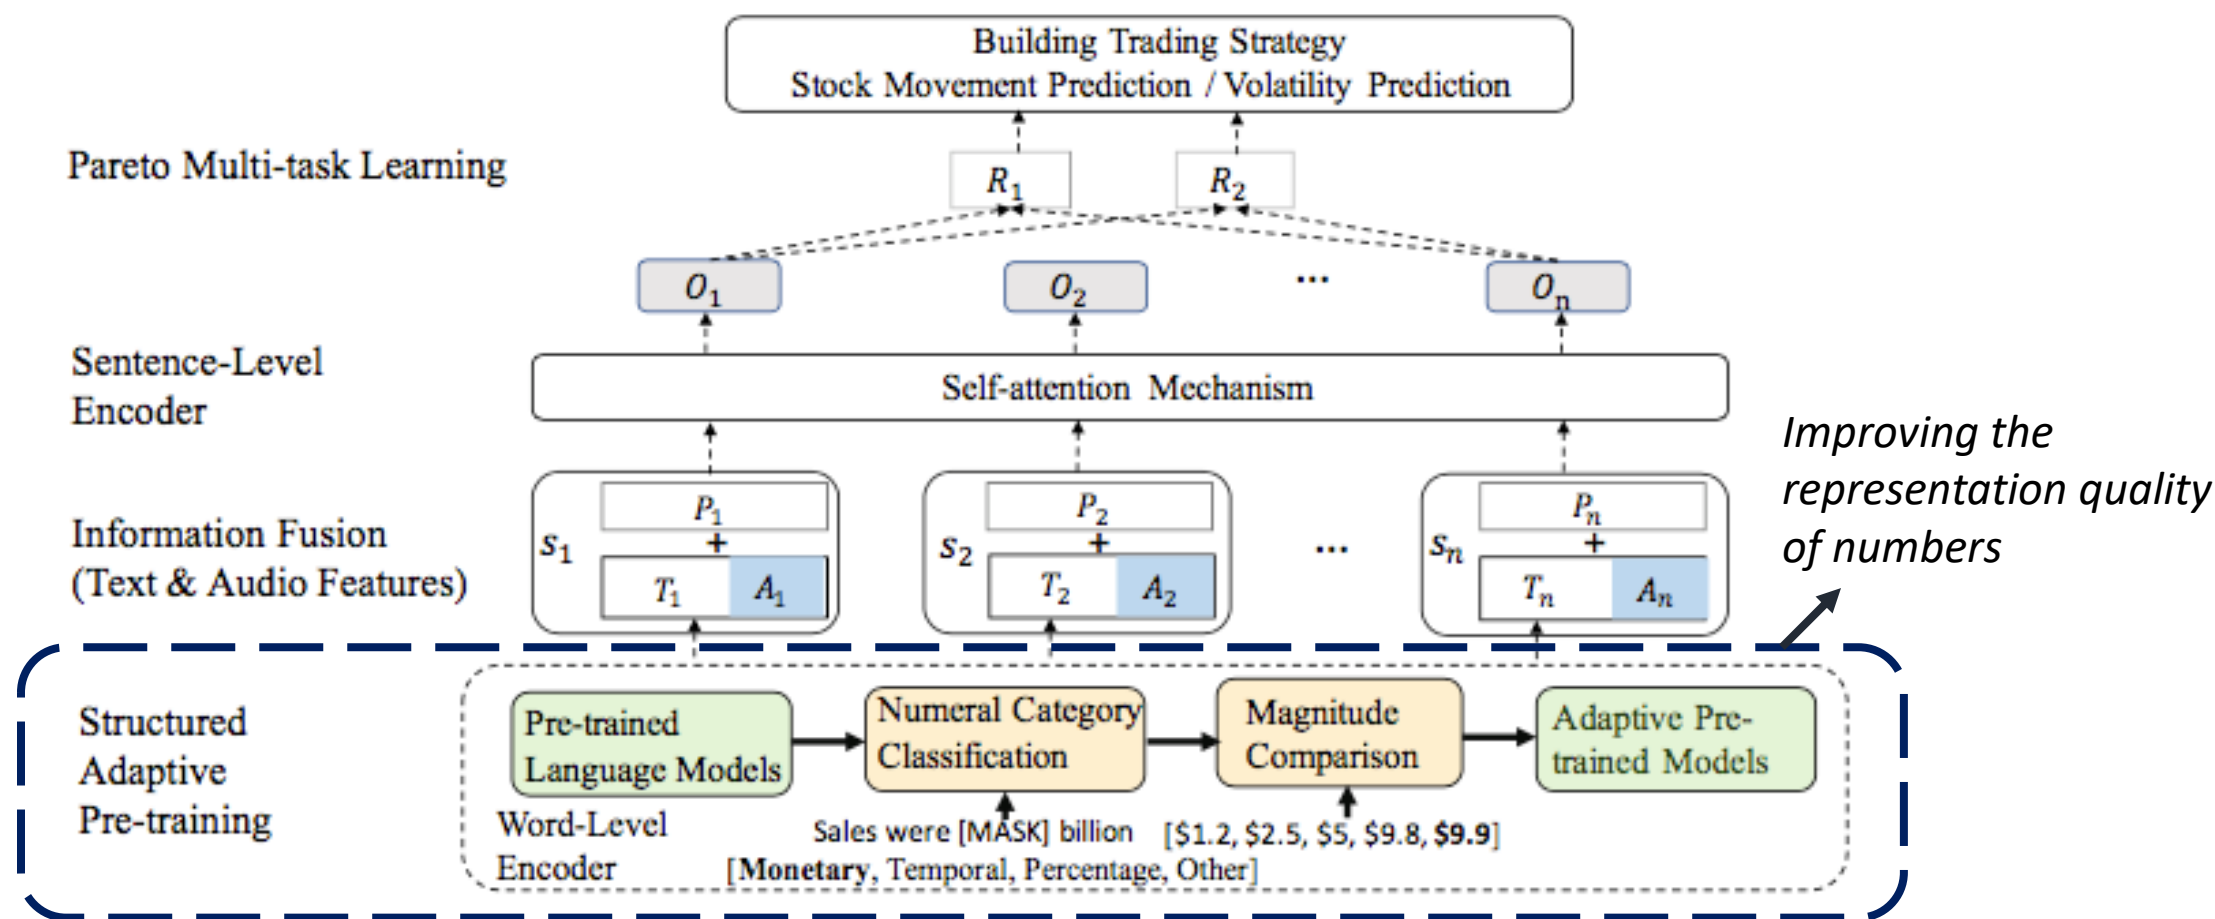 Building Trading Strategy
Stock Movement Prediction / Volatility Prediction
Pareto Multi-task Learning
R1
R2
O1
O2
...
On
Sentence-Level
Encoder
Self-attention Mechanism
Improving the
representation quality
of numbers
Information Fusion
(Text & Audio Features)
s1
P1
+
T1
A1
s2
P2
+
T2
A2
...
sn
Pn
+
Tn
An
Structured
Adaptive
Pre-training
Pre-trained
Language Models
Numeral Category
Classification
Magnitude
Comparison
Adaptive Pre-
trained Models
Word-Level
Encoder
Sales were [MASK] billion
[Monetary, Temporal, Percentage, Other]
[$1.2, $2.5, $5, $9.8, $9.9]